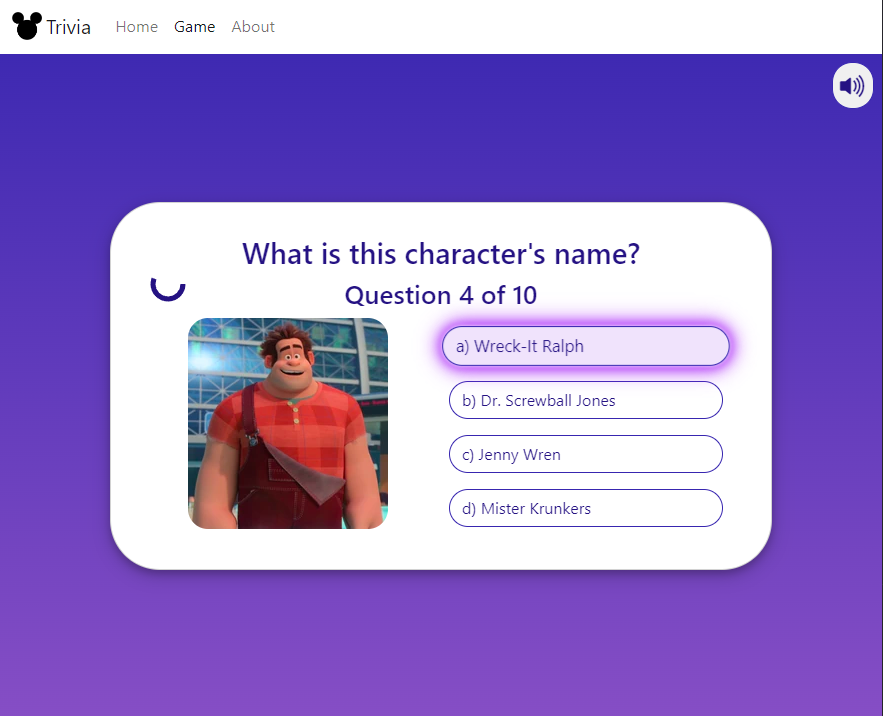 Trivia Home Game About
What is this character's name?
Question 4 of 10
a) Wreck-It Ralph
b) Dr. Screwball Jones
c) Jenny Wren
d) Mister Krunkers